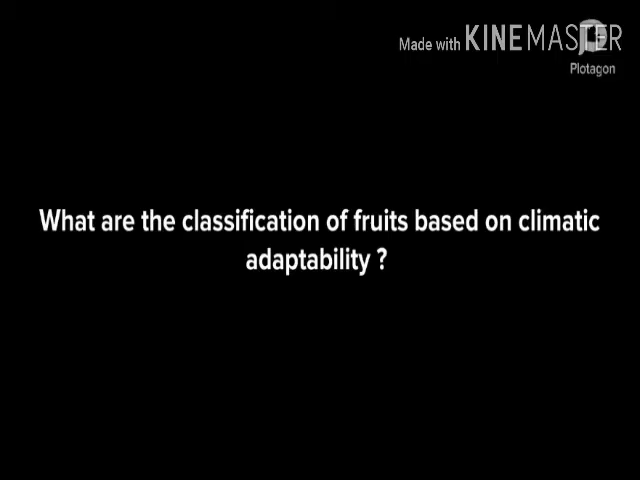 Made with KINEMASTER
Plotagon
What are the classification of fruits based on climatic
adaptability ?